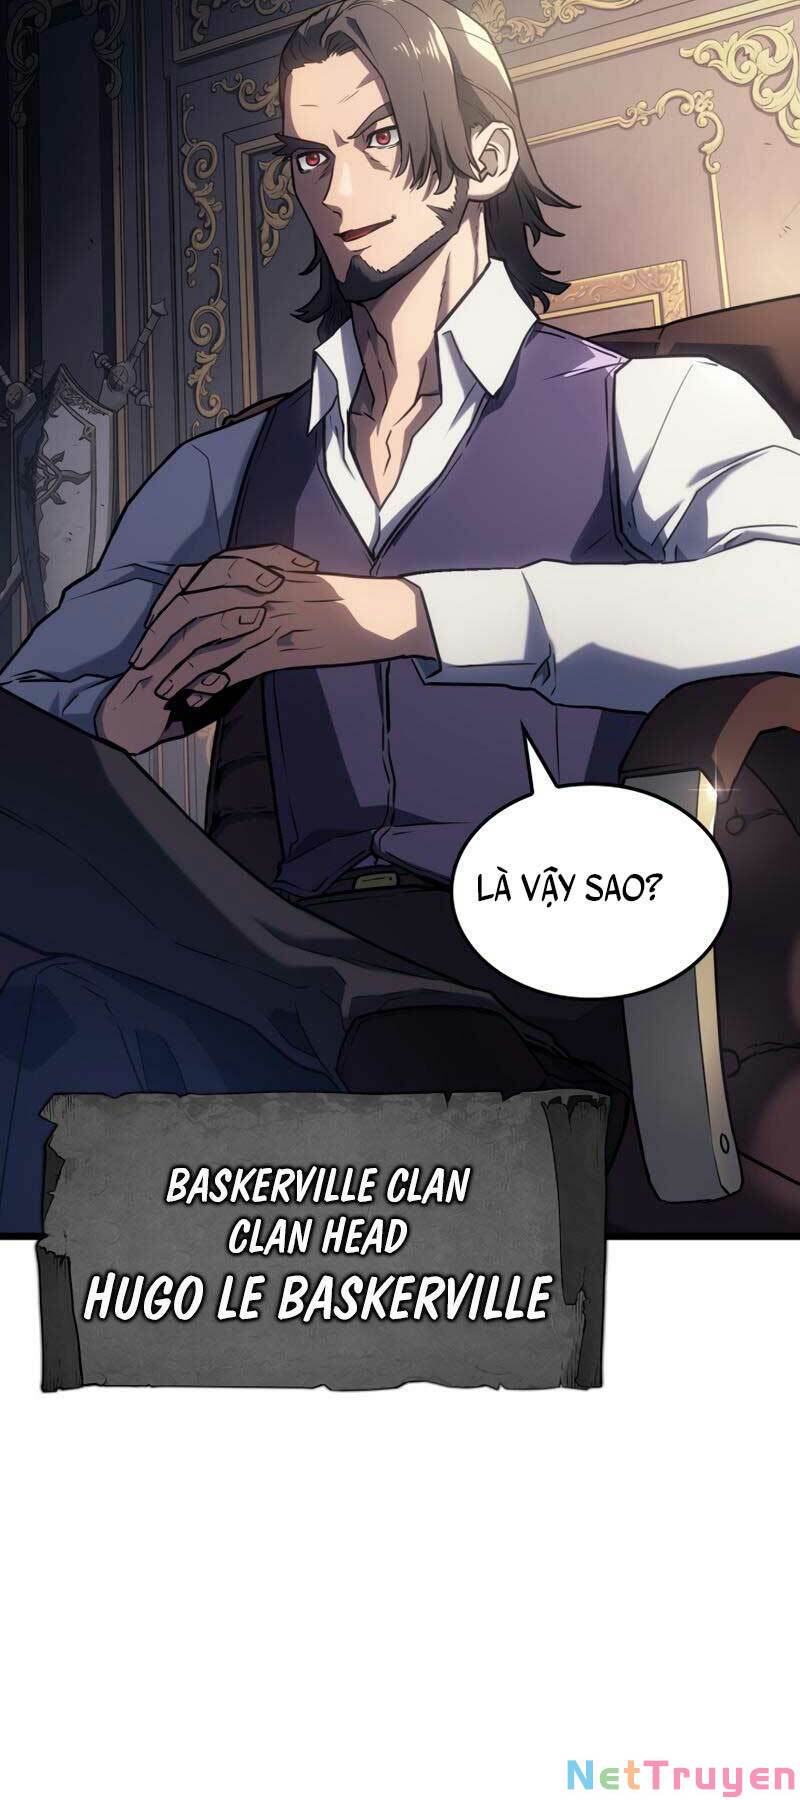 LÀ VẬY SAO?
BASKERVILLE CLAN
CLAN HEAD
HUGO LE BASKERVILLE
NetTruyen